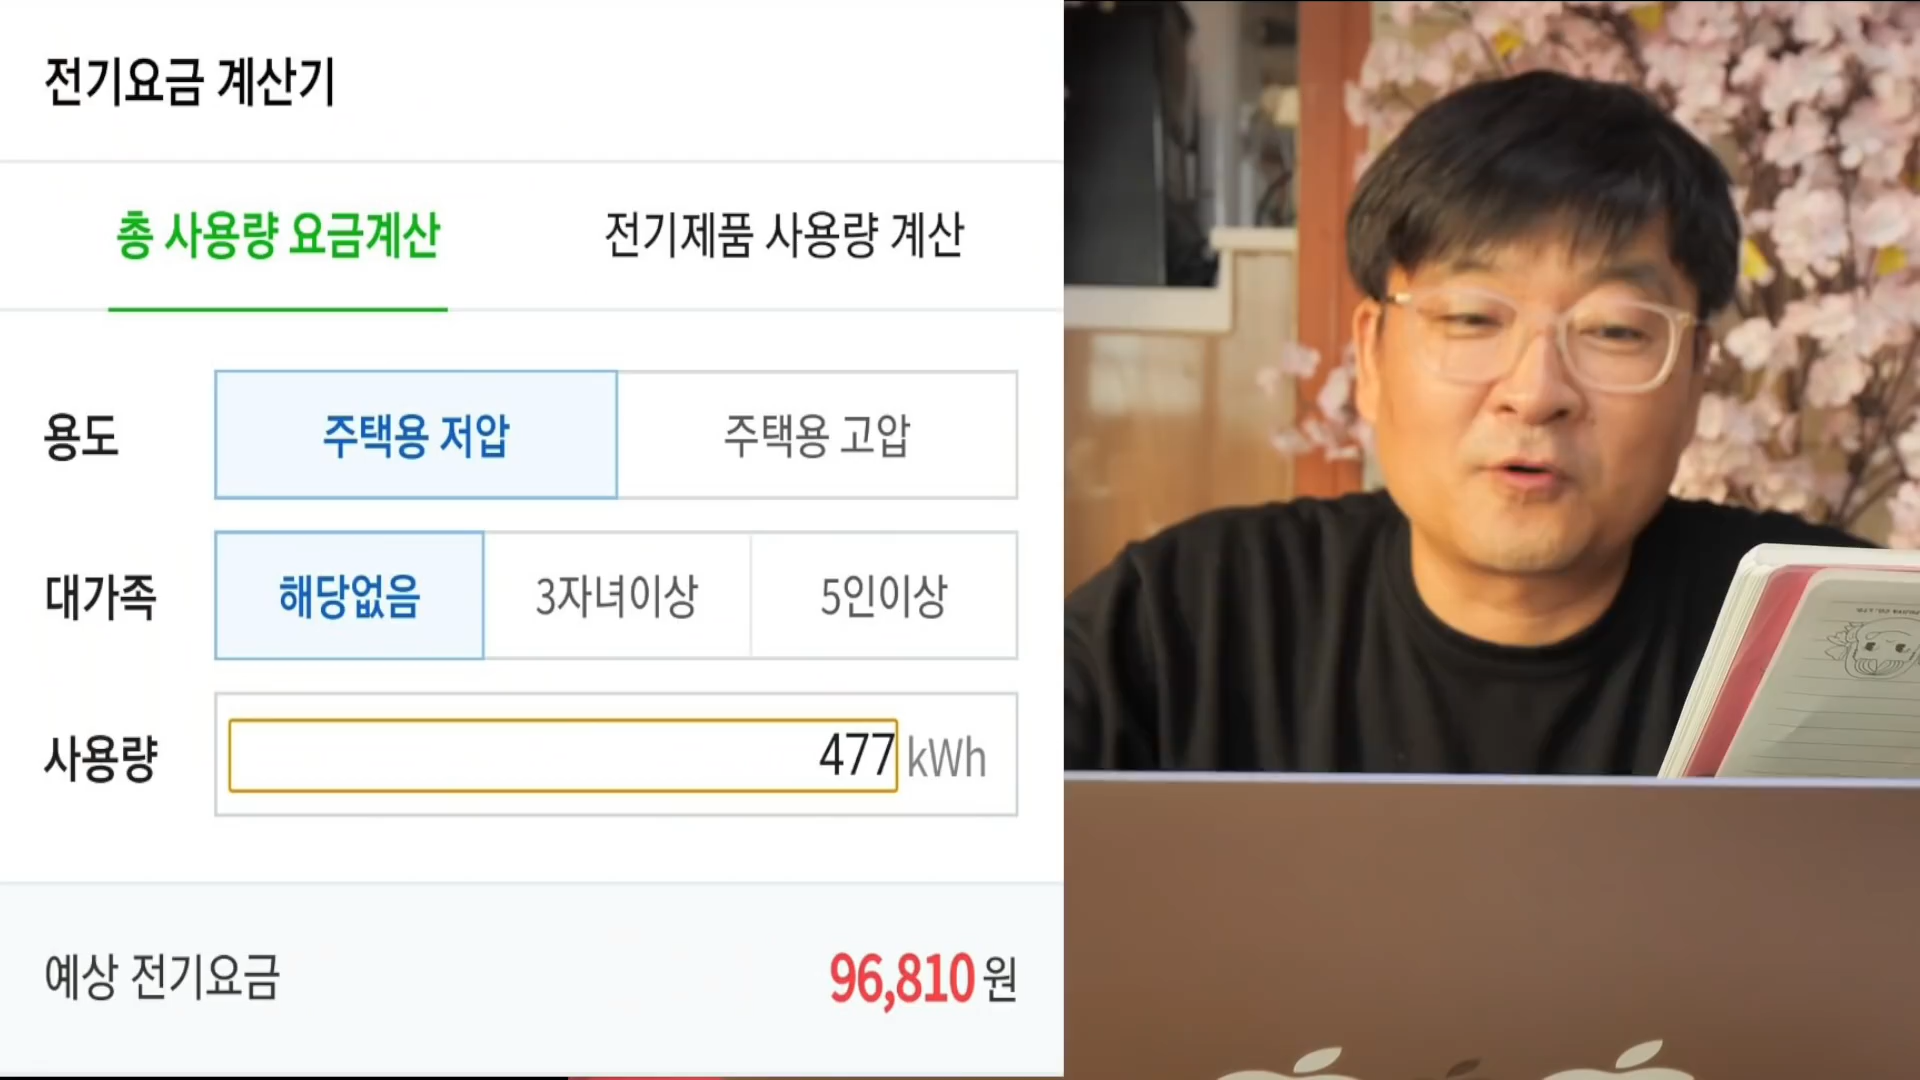 전기요금 계산기
총 사용량 요금계산
전기제품 사용량 계산
용도
주택용 저압
주택용 고압
대가족
해당없음
3자녀이상
5인이상
사용량
477 kWh
예상 전기요금
96,810 원